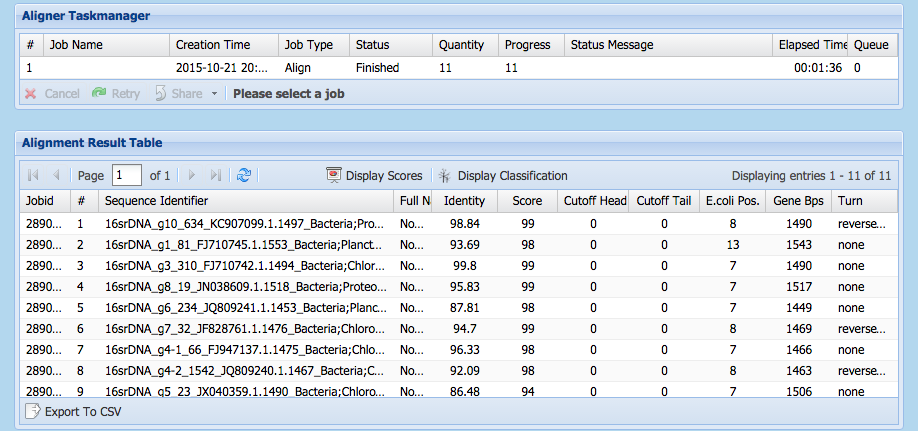 Aligner Taskmanager
# Job Name Creation Time Job Type Status Quantity Progress Status Message Elapsed Time Queue
1 2015-10-21 20:... Align Finished 11 11 00:01:36 0
Cancel Retry Share Please select a job
Alignment Result Table
Page 1 of 1 Display Scores Display Classification Displaying entries 1 - 11 of 11
Jobid # Sequence Identifier Full Na Identity Score Cutoff Head Cutoff Tail E.coli Pos. Gene Bps Turn
2890... 1 16srDNA_g10_634_KC907099.1.1497_Bacteria;Pro... No... 98.84 99 0 0 8 1490 reverse...
2890... 2 16srDNA_g1_81_FJ710745.1.1553_Bacteria;Planct... No... 93.69 98 0 0 13 1543 none
2890... 3 16srDNA_g3_310_FJ710742.1.1494_Bacteria;Chlor... No... 99.8 99 0 0 7 1490 none
2890... 4 16srDNA_g8_19_JN038609.1.1518_Bacteria;Proteo... No... 95.83 99 0 0 7 1517 none
2890... 5 16srDNA_g6_234_JQ809241.1.1453_Bacteria;Planc... No... 87.81 98 0 0 7 1449 none
2890... 6 16srDNA_g7_32_JF828761.1.1476_Bacteria;Chloro... No... 94.7 99 0 0 8 1469 reverse...
2890... 7 16srDNA_g4-1_66_FJ947137.1.1475_Bacteria;Chlo... No... 96.33 98 0 0 7 1466 none
2890... 8 16srDNA_g4-2_1542_JQ809240.1.1467_Bacteria;C... No... 92.09 98 0 0 8 1463 reverse...
2890... 9 16srDNA_g5_23_JX040359.1.1490_Bacteria;Chloro... No... 86.48 94 0 0 7 1506 none
Export To CSV